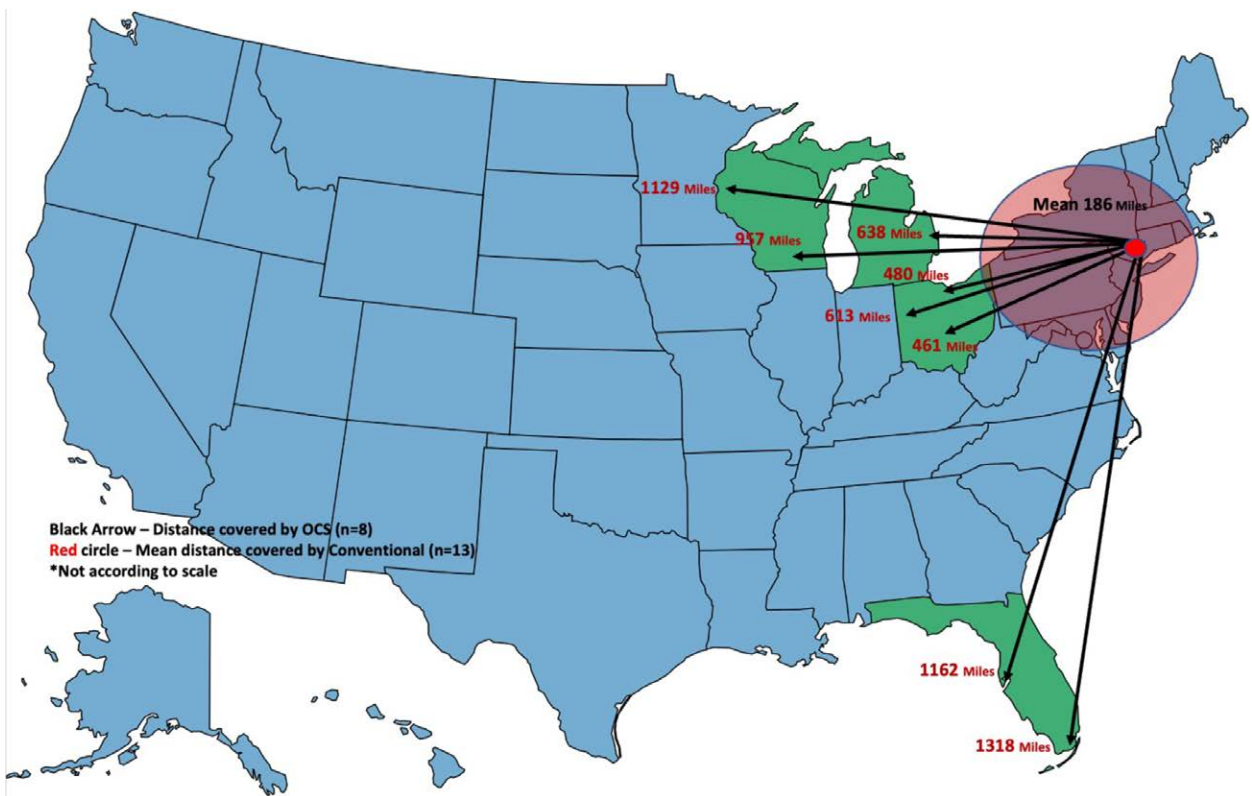 1129 Miles
Mean 186 Miles
957 Miles
638 Miles
480 Miles
613 Miles
461 Miles
Black Arrow – Distance covered by OCS (n=8)
Red circle – Mean distance covered by Conventional (n=13)
*Not according to scale
1162 Miles
1318 Miles